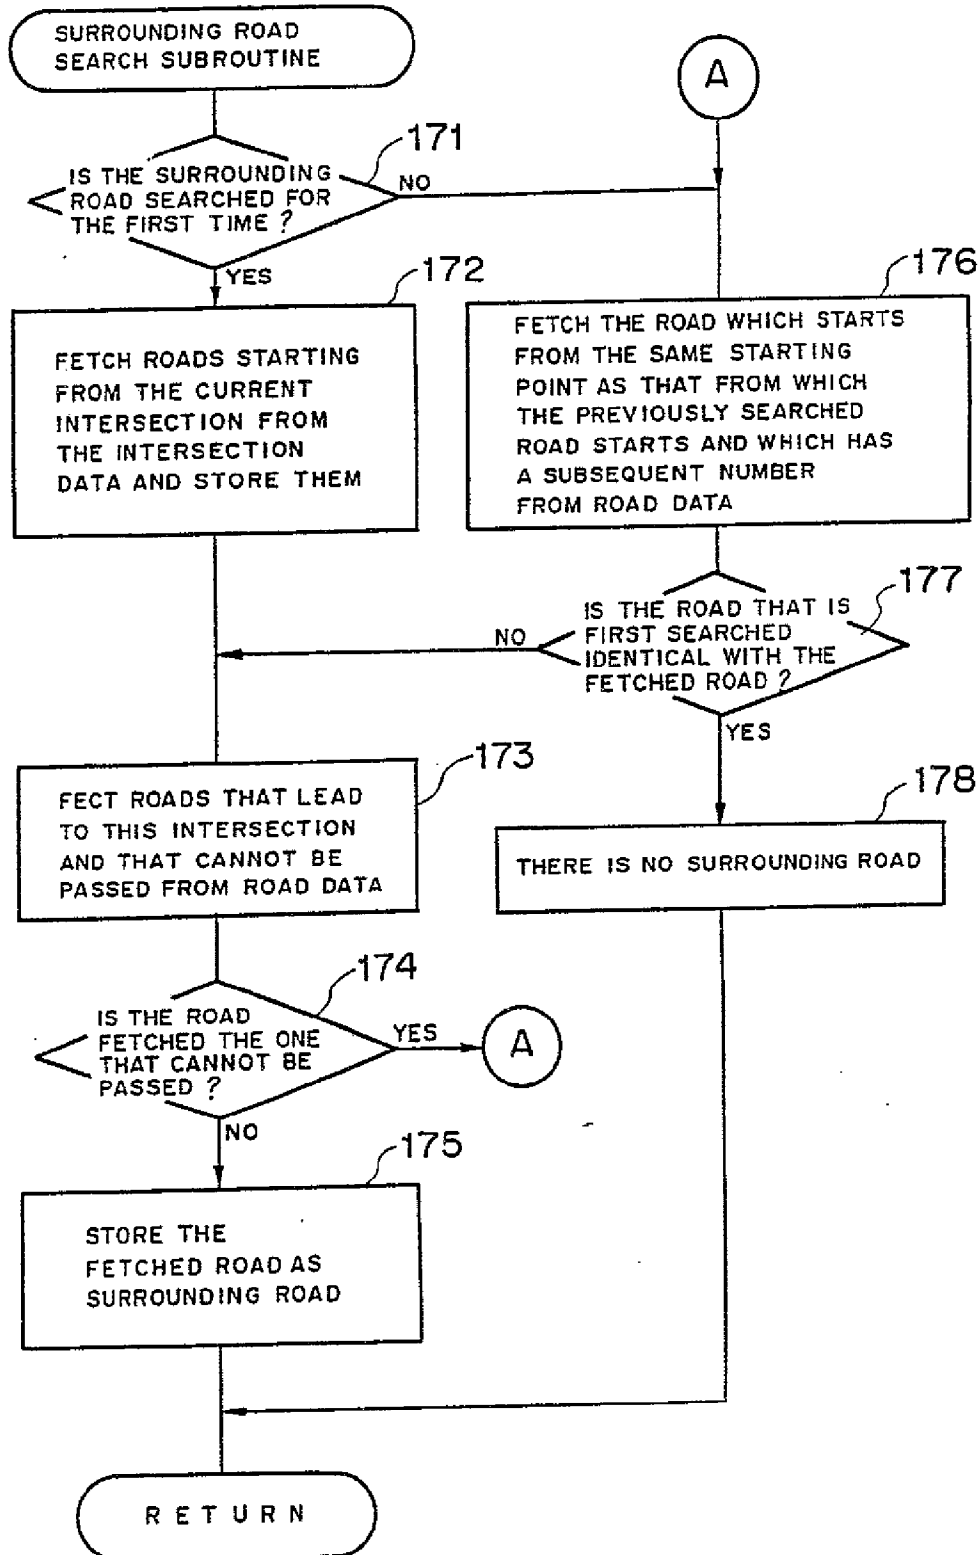 SURROUNDING ROAD
SEARCH SUBROUTINE
A
171
IS THE SURROUNDING
ROAD SEARCHED FOR
THE FIRST TIME ?
NO
YES
172
FETCH ROADS STARTING
FROM THE CURRENT
INTERSECTION FROM
THE INTERSECTION
DATA AND STORE THEM
176
FETCH THE ROAD WHICH STARTS
FROM THE SAME STARTING
POINT AS THAT FROM WHICH
THE PREVIOUSLY SEARCHED
ROAD STARTS AND WHICH HAS
A SUBSEQUENT NUMBER
FROM ROAD DATA
177
IS THE ROAD THAT IS
FIRST SEARCHED
IDENTICAL WITH THE
FETCHED ROAD ?
NO
YES
173
FECT ROADS THAT LEAD
TO THIS INTERSECTION
AND THAT CANNOT BE
PASSED FROM ROAD DATA
178
THERE IS NO SURROUNDING ROAD
174
IS THE ROAD
FETCHED THE ONE
THAT CANNOT BE
PASSED ?
YES
A
NO
175
STORE THE
FETCHED ROAD AS
SURROUNDING ROAD
RETURN